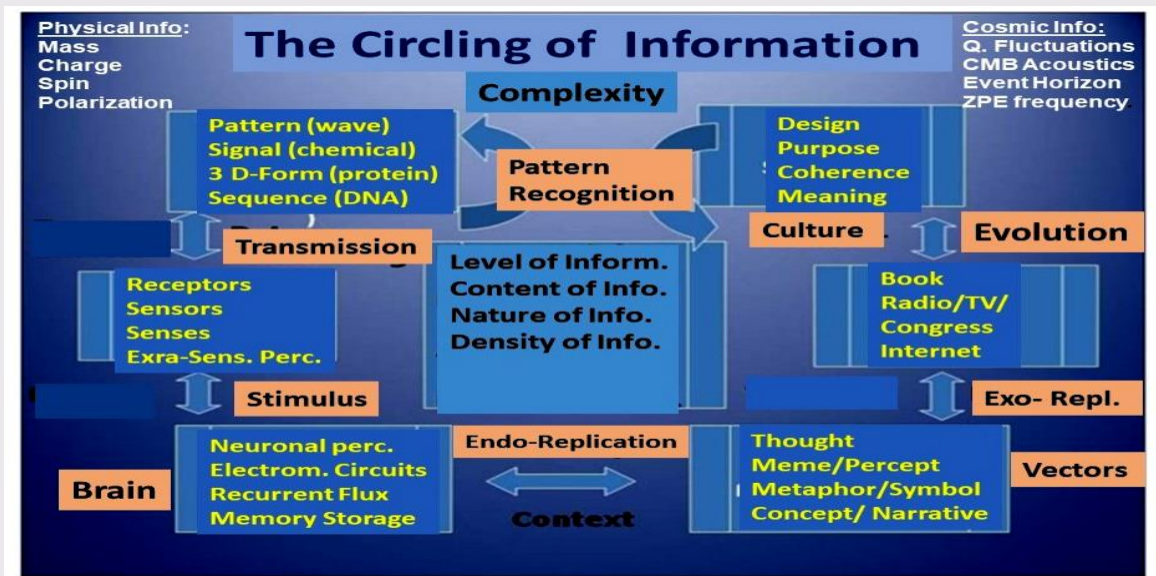 Physical Info:
Mass
Charge
Spin
Polarization
The Circling of Information
Cosmic Info:
Q. Fluctuations
CMB Acoustics
Event Horizon
ZPE frequency
Complexity
Pattern (wave)
Signal (chemical)
3 D-Form (protein)
Sequence (DNA)
Pattern
Recognition
Design
Purpose
Coherence
Meaning
Transmission
Culture
Evolution
Receptors
Sensors
Senses
Exra-Sens. Perc.
Level of Inform.
Content of Info.
Nature of Info.
Density of Info.
Book
Radio/TV/
Congress
Internet
Stimulus
Exo- Repl.
Brain
Neuronal perc.
Electrom. Circuits
Recurrent Flux
Memory Storage
Endo-Replication
Context
Thought
Meme/Percept
Metaphor/Symbol
Concept/ Narrative
Vectors